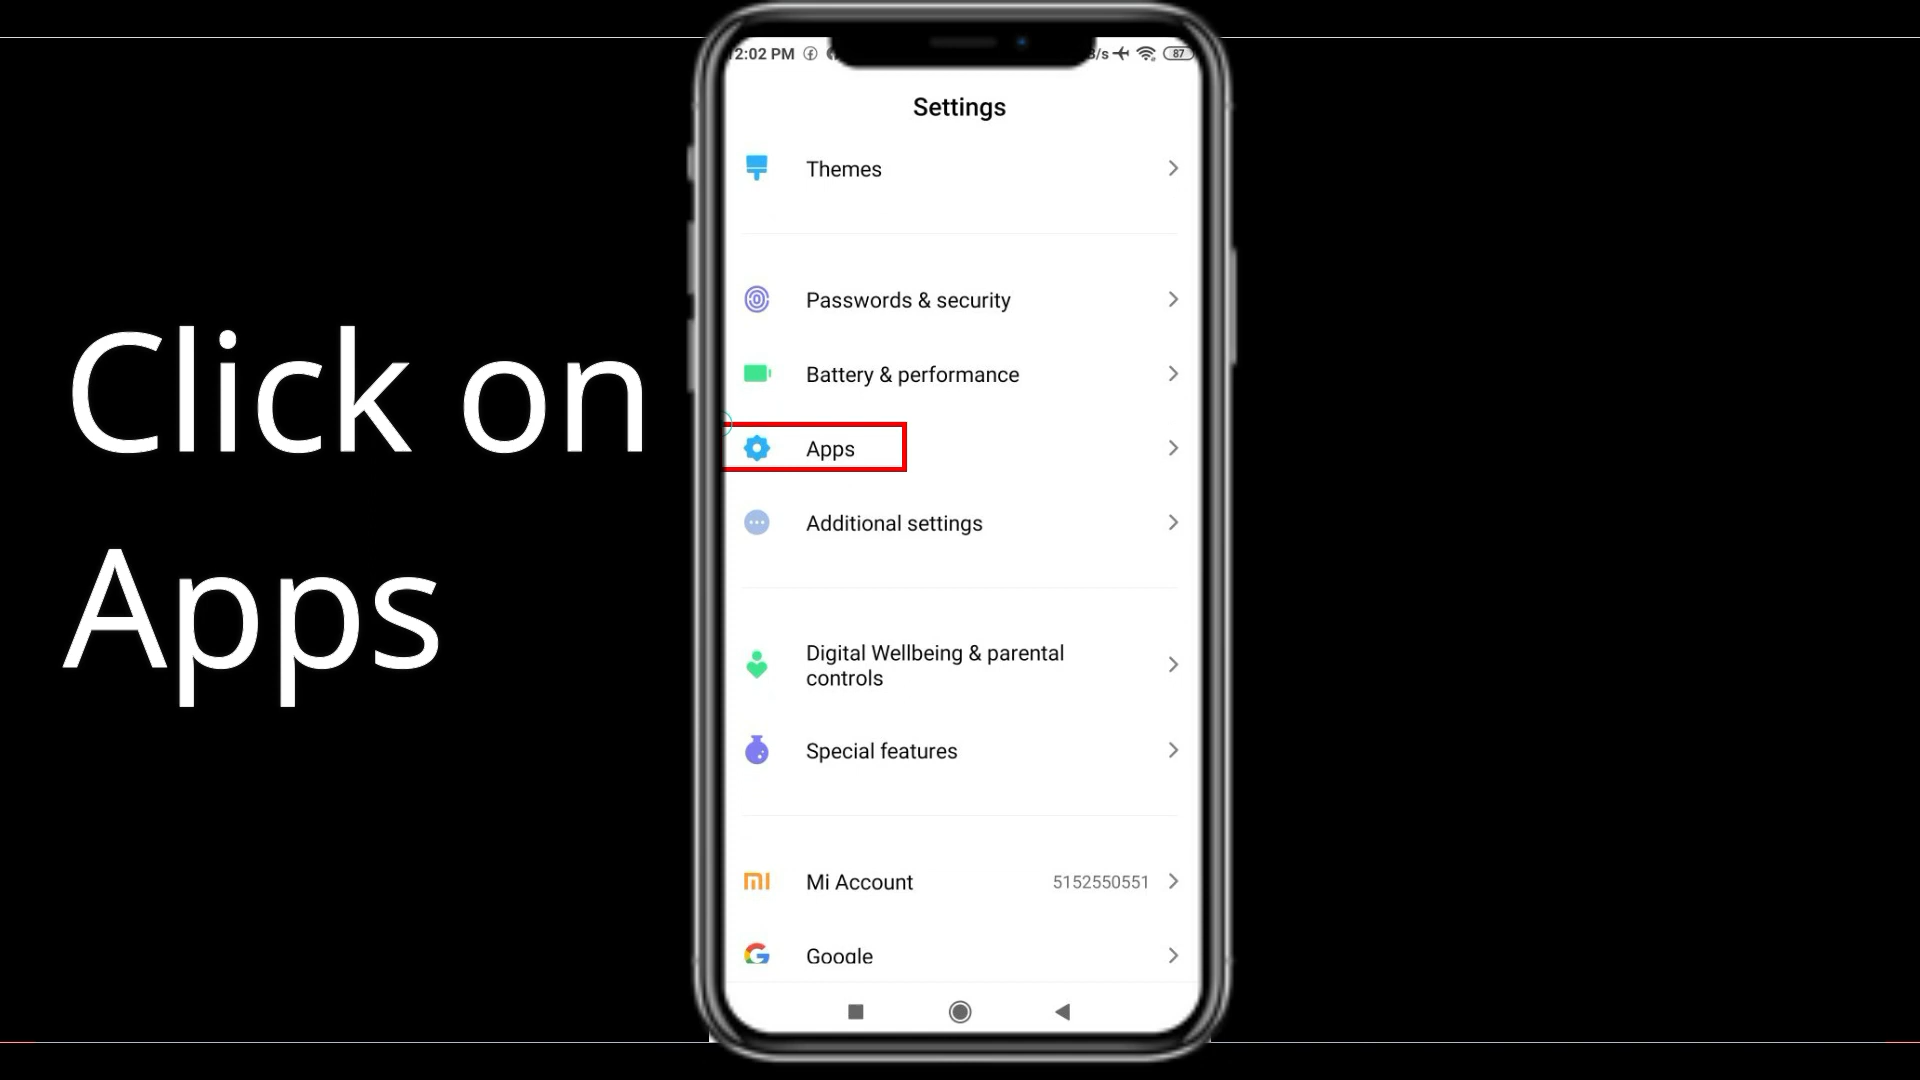 Click on
Apps
2:02 PM
/s
87
Settings
Themes
Passwords & security
Battery & performance
Apps
Additional settings
Digital Wellbeing & parental
controls
Special features
Mi Account
5152550551
Google